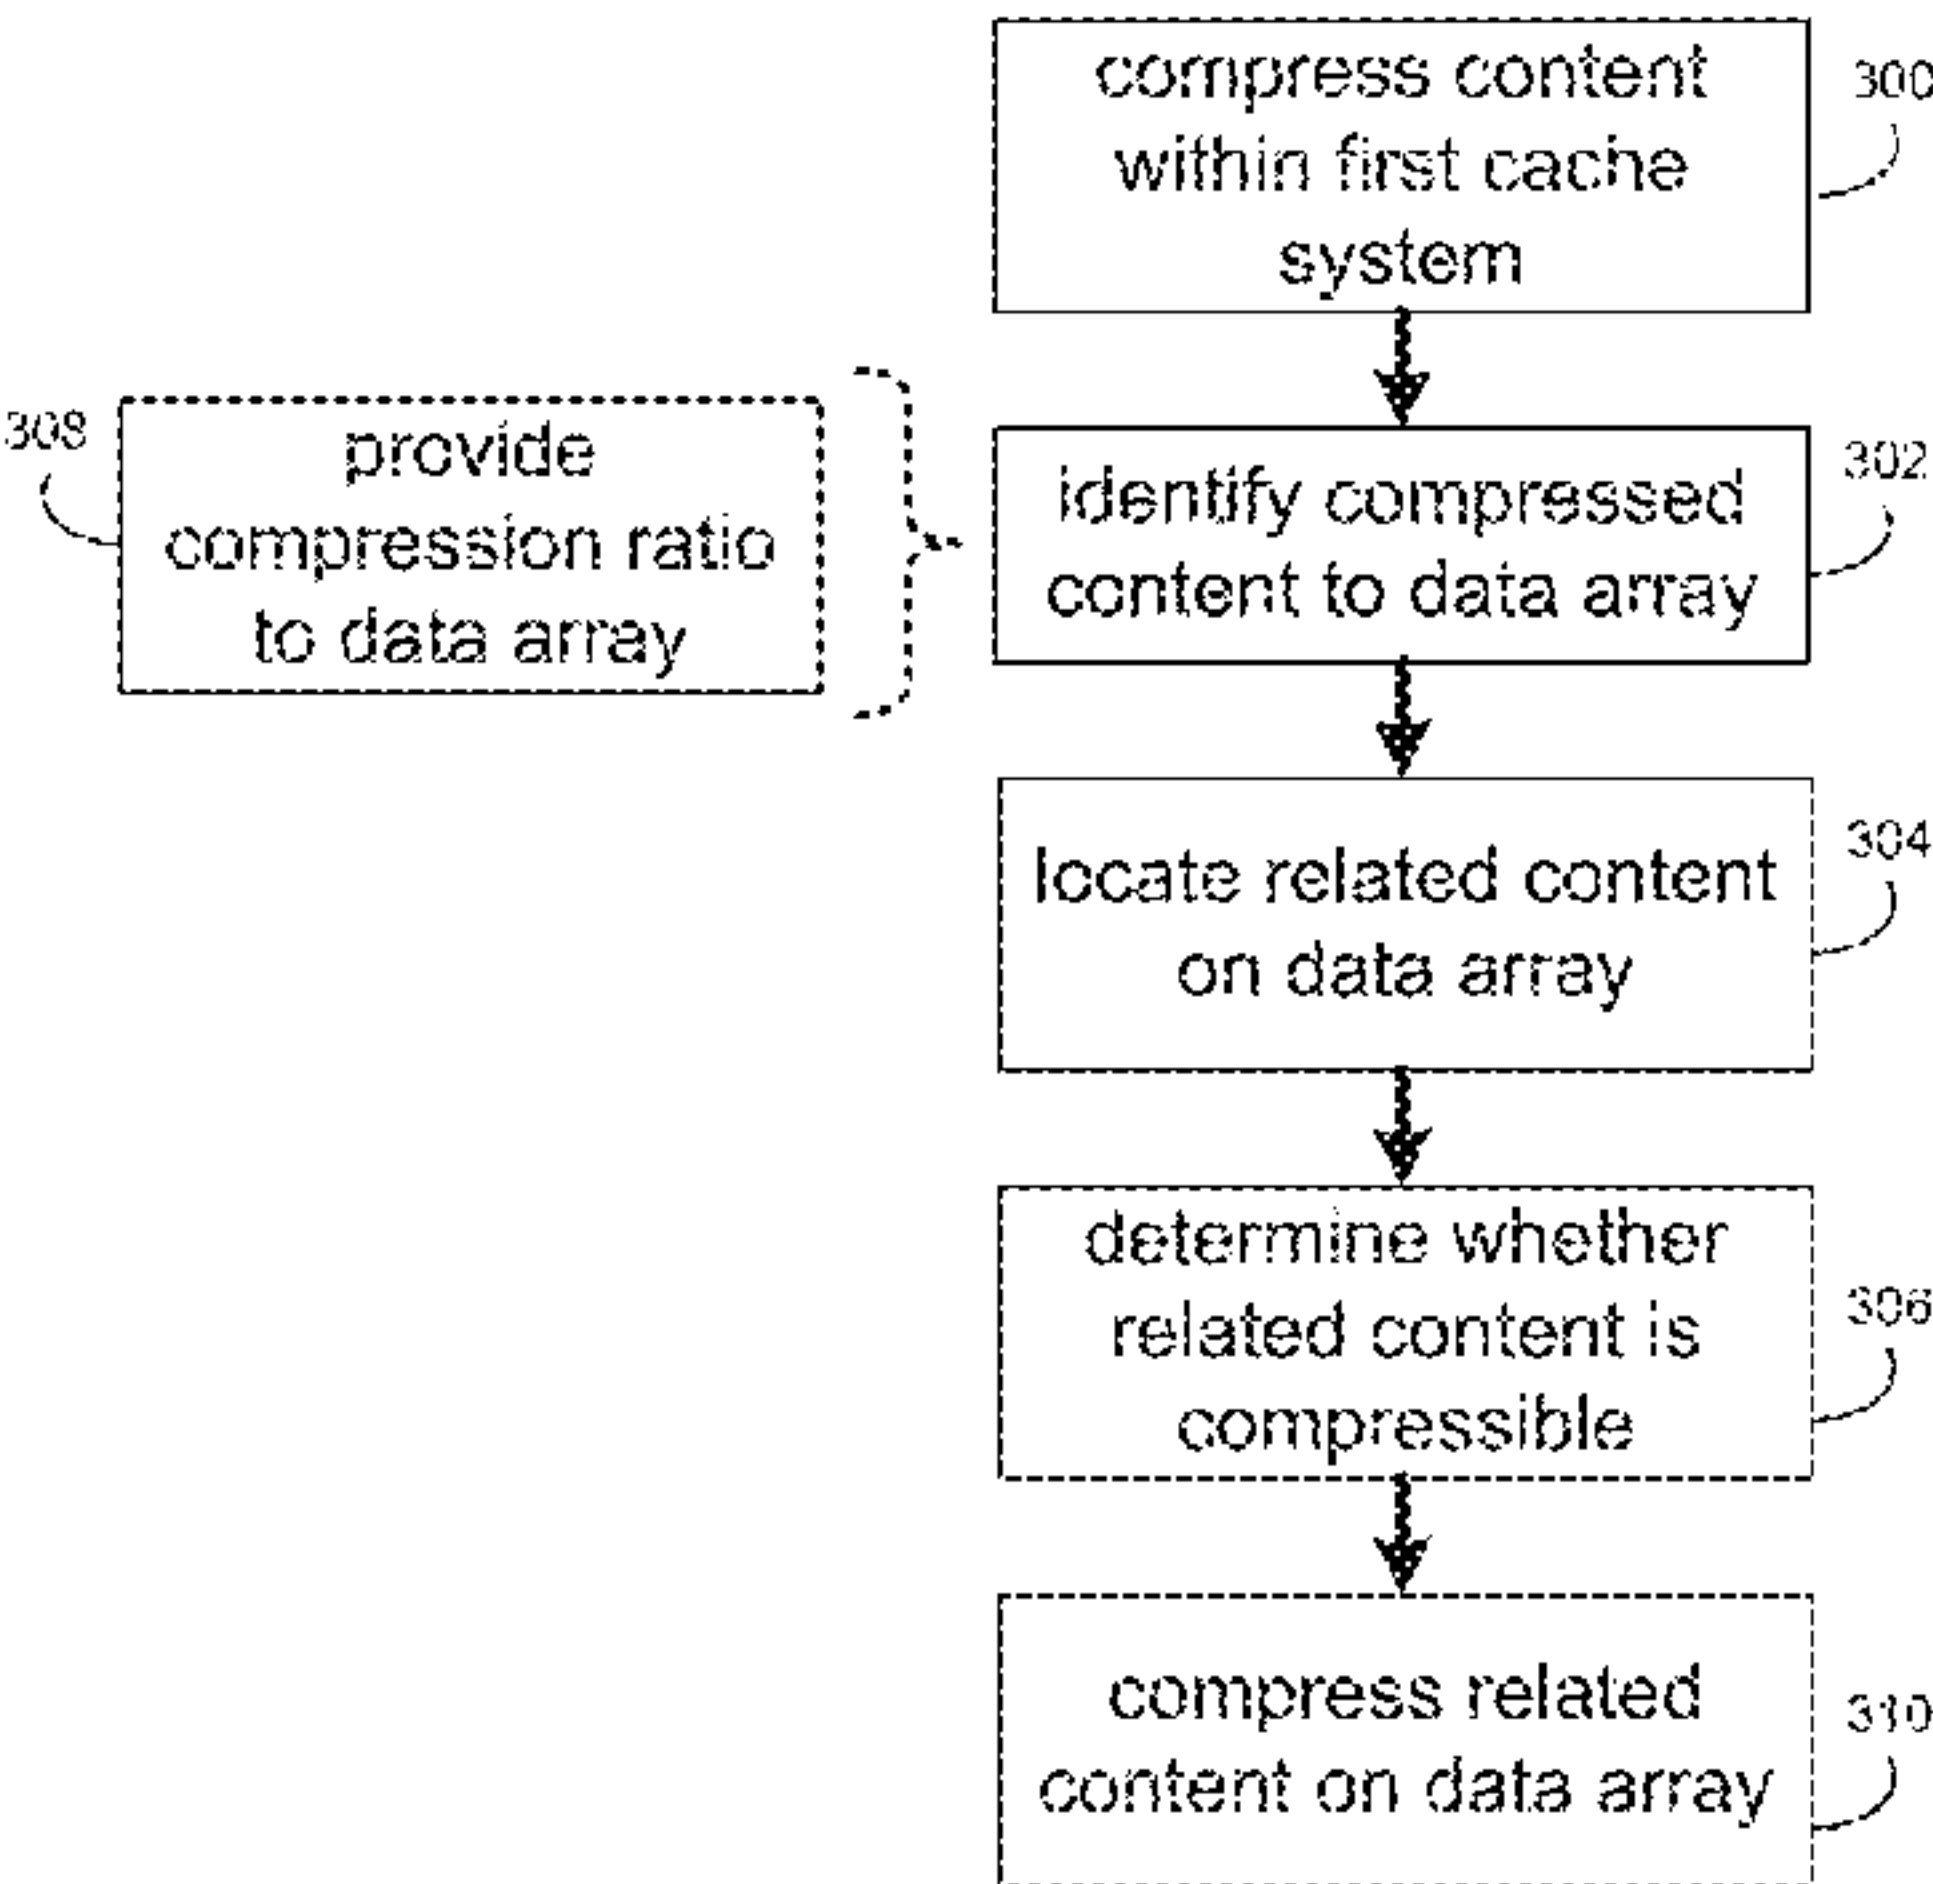 compress content
within first cache
system
300
308
provide
compression ratio
to data array
identify compressed
content to data array
302
locate related content
on data array
304
determine whether
related content is
compressible
306
compress related
content on data array
310